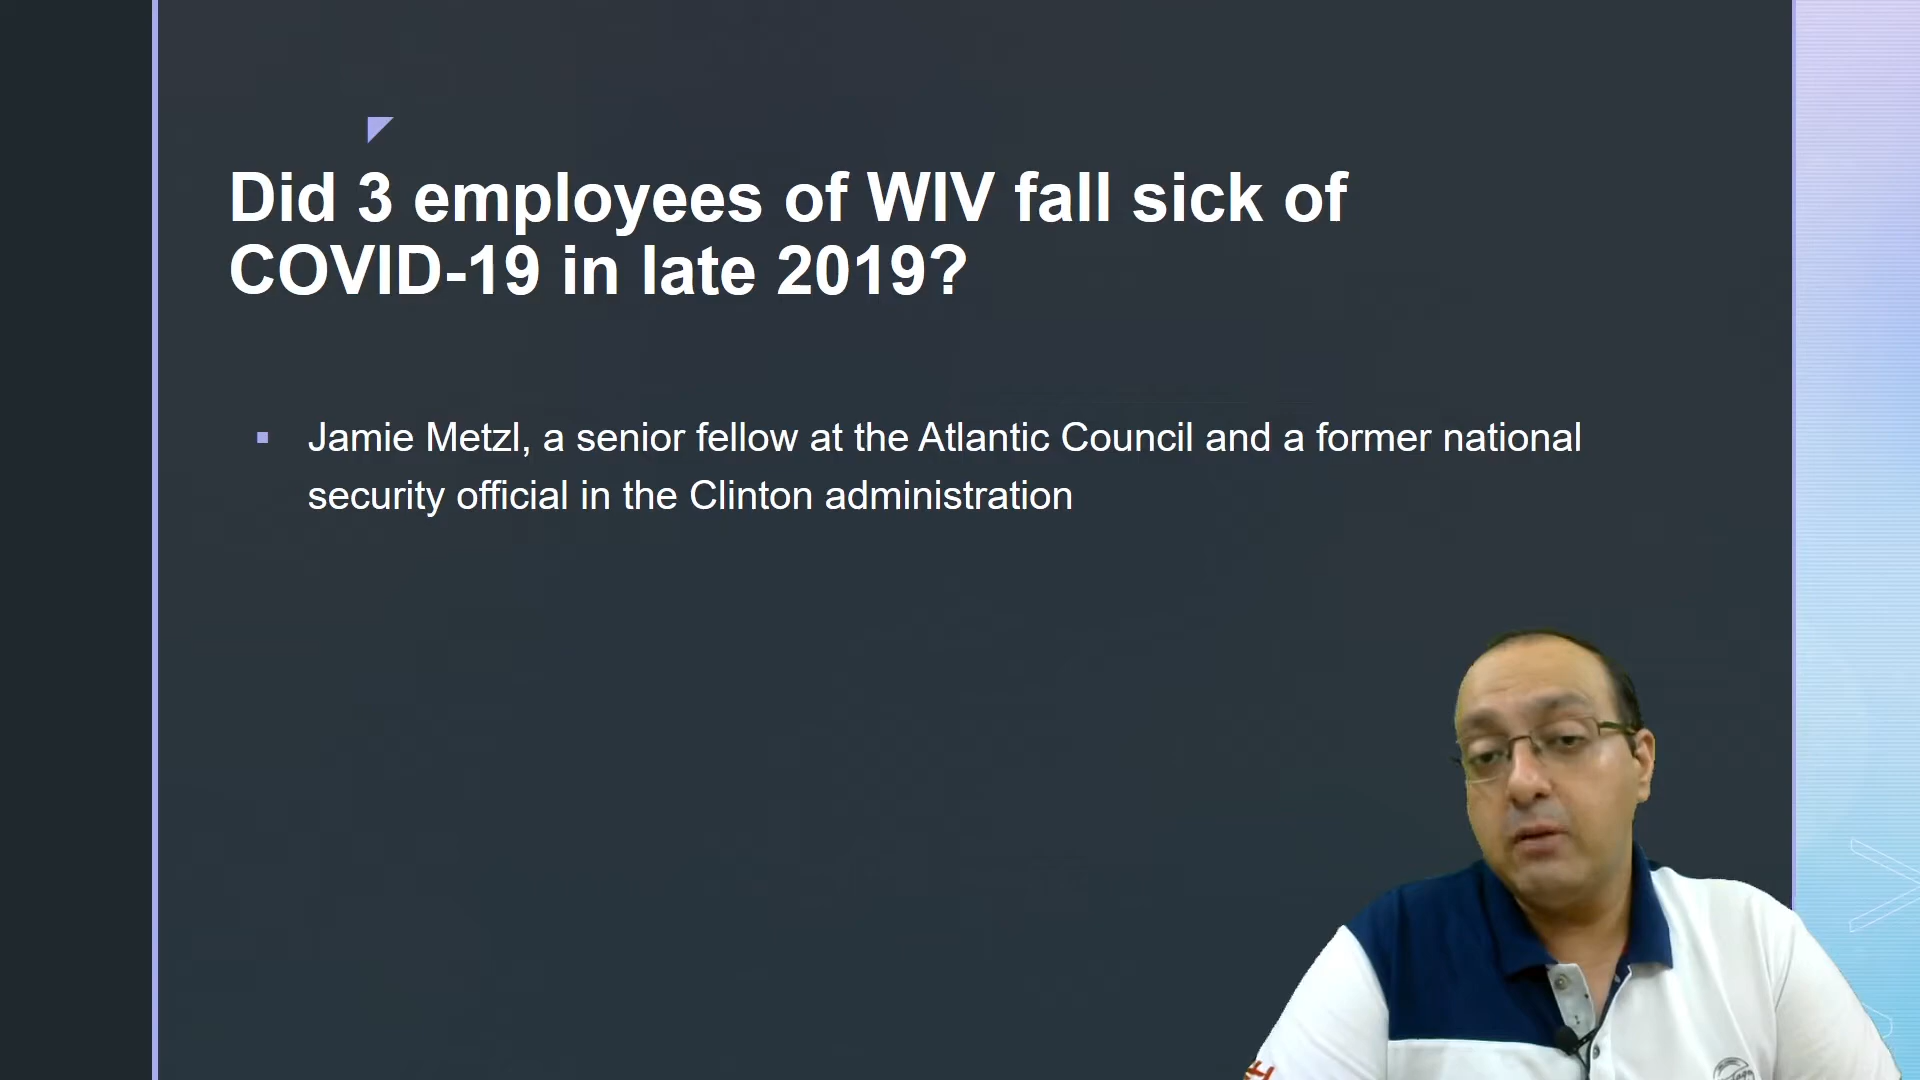 Did 3 employees of WIV fall sick of
COVID-19 in late 2019?
Jamie Metzl, a senior fellow at the Atlantic Council and a former national
security official in the Clinton administration